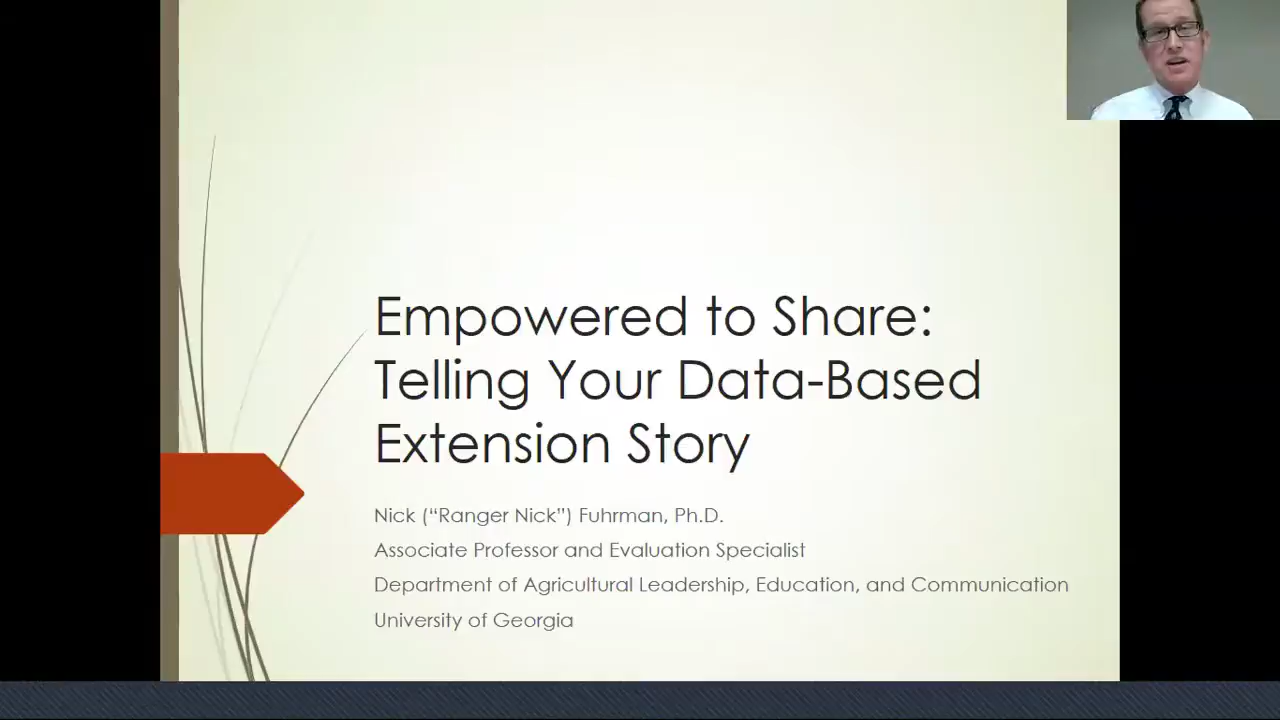 Empowered to Share:
Telling Your Data-Based
Extension Story
Nick (“Ranger Nick”) Fuhrman, Ph.D.
Associate Professor and Evaluation Specialist
Department of Agricultural Leadership, Education, and Communication
University of Georgia